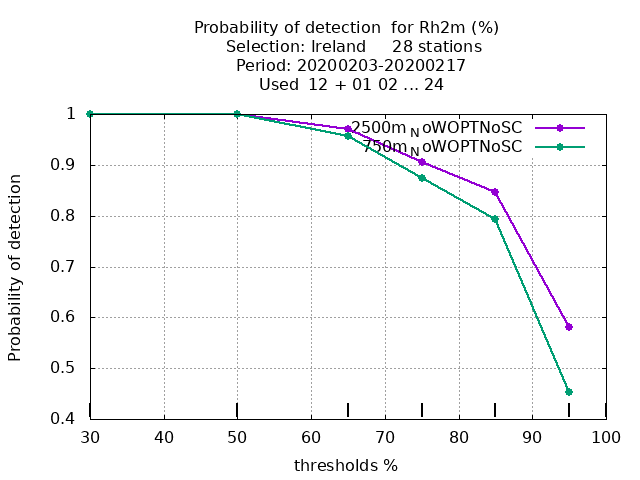 Probability of detection  for Rh2m (%)
Selection: Ireland     28 stations
Period: 20200203-20200217
Used  12 + 01 02 ... 24
1
2500m_NoWOPTNoSC
750m_NoWOPTNoSC
0.9
0.8
0.7
0.6
0.5
0.4
Probability of detection
30 40 50 60 70 80 90 100
thresholds %